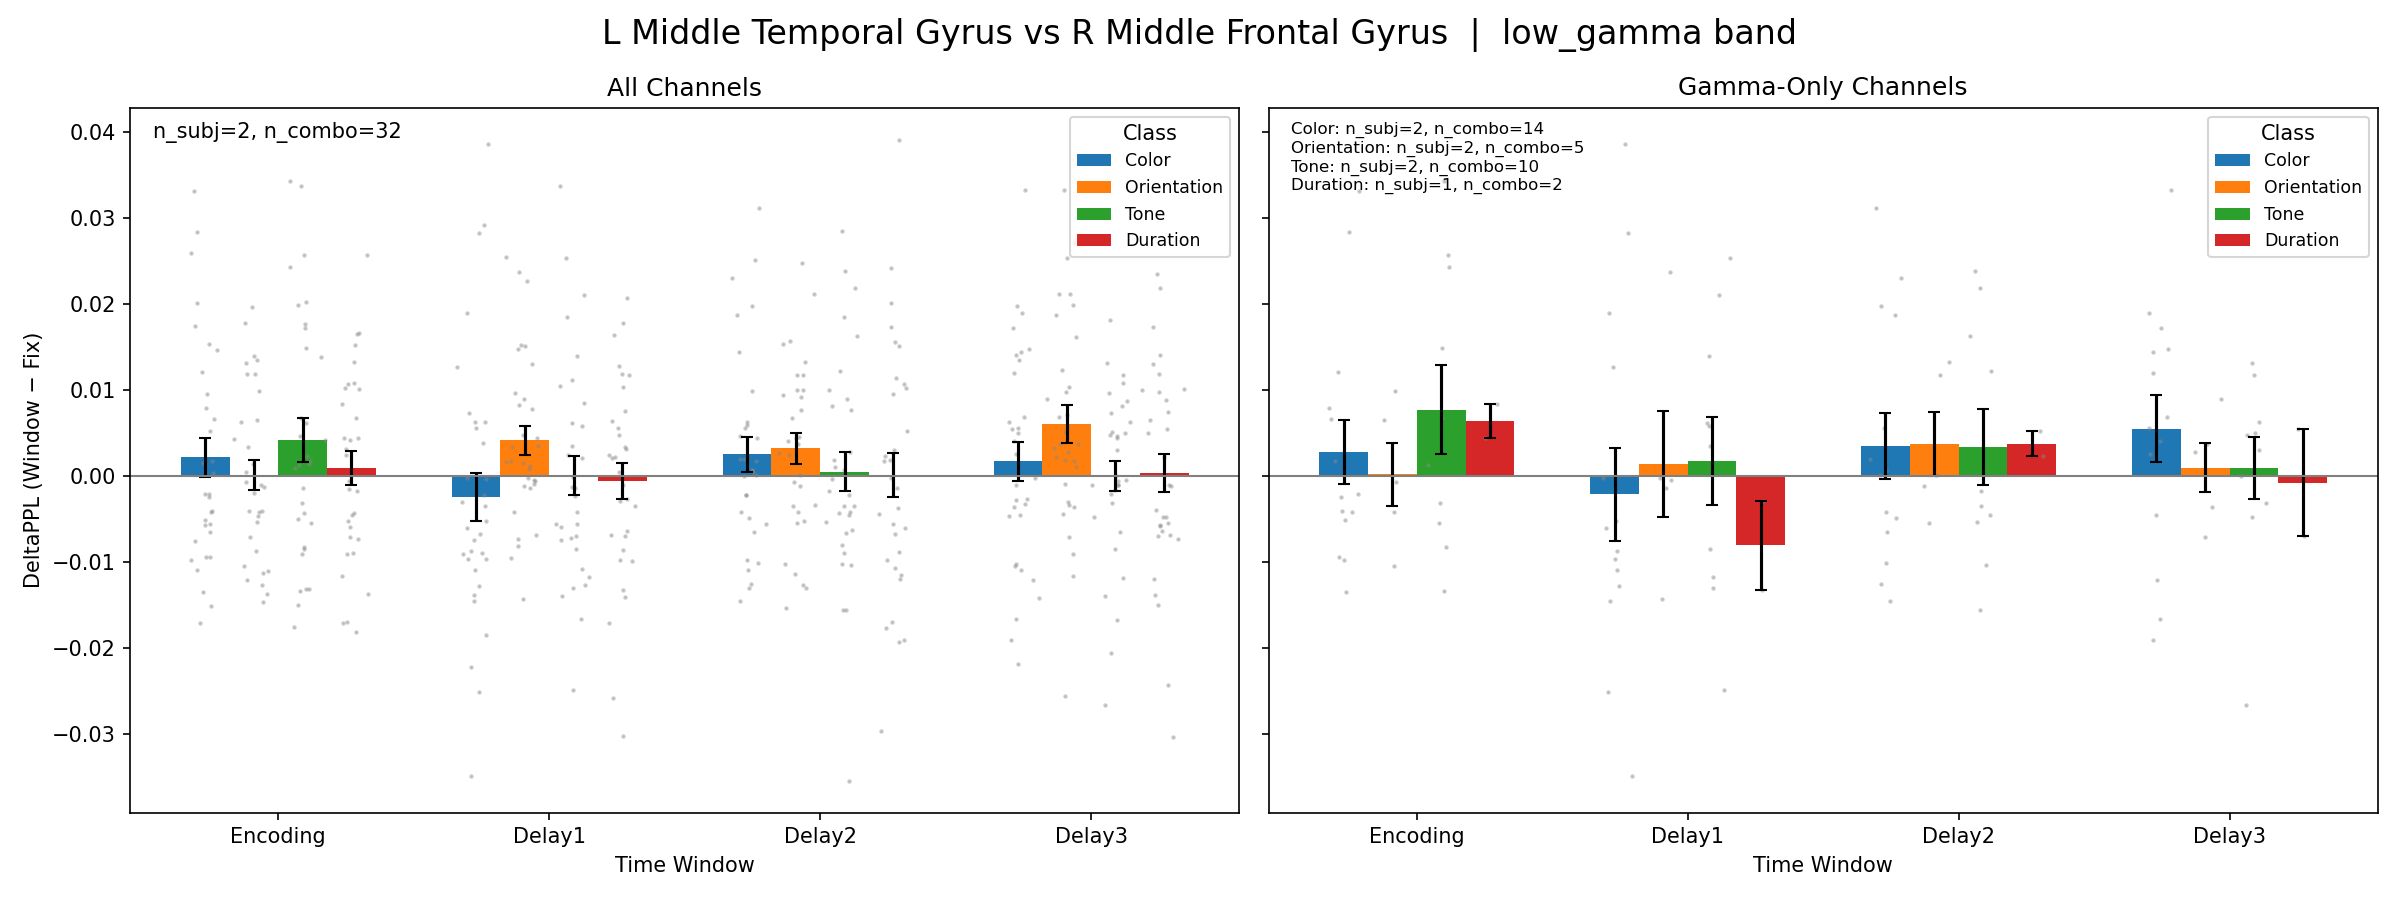 L Middle Temporal Gyrus vs R Middle Frontal Gyrus | low_gamma band
All Channels
n_subj=2, n_combo=32
Class
Color
Orientation
Tone
Duration
DeltaPPL (Window − Fix)
0.04
0.03
0.02
0.01
0.00
−0.01
−0.02
−0.03
Encoding
Delay1
Delay2
Delay3
Time Window
Gamma-Only Channels
Color: n_subj=2, n_combo=14
Orientation: n_subj=2, n_combo=5
Tone: n_subj=2, n_combo=10
Duration: n_subj=1, n_combo=2
Class
Color
Orientation
Tone
Duration
Encoding
Delay1
Delay2
Delay3
Time Window